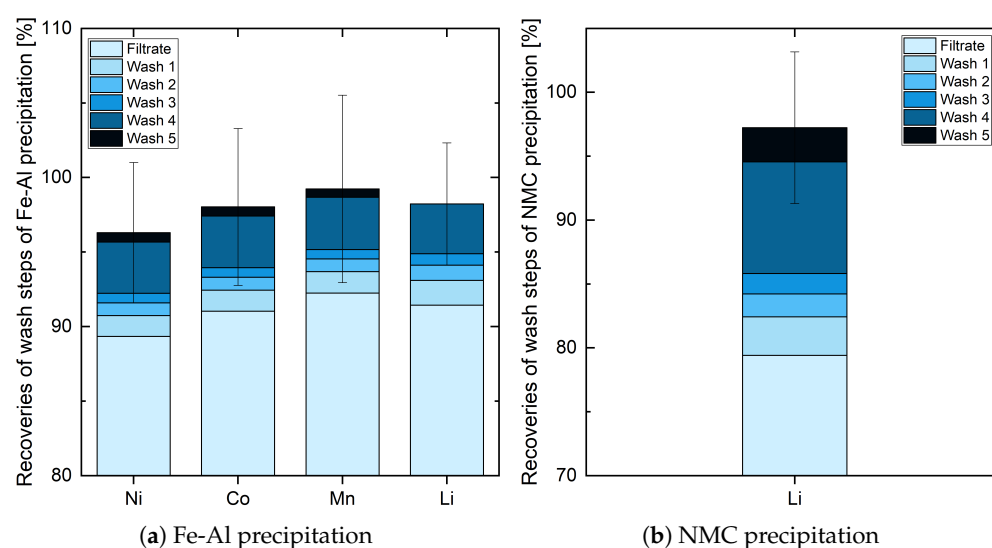 Recoveries of wash steps of Fe-Al precipitation [%]
110
100
90
80
Filtrate
Wash 1
Wash 2
Wash 3
Wash 4
Wash 5
Ni Co Mn Li
(a) Fe-Al precipitation
Recoveries of wash steps of NMC precipitation [%]
100
90
80
70
Filtrate
Wash 1
Wash 2
Wash 3
Wash 4
Wash 5
Li
(b) NMC precipitation